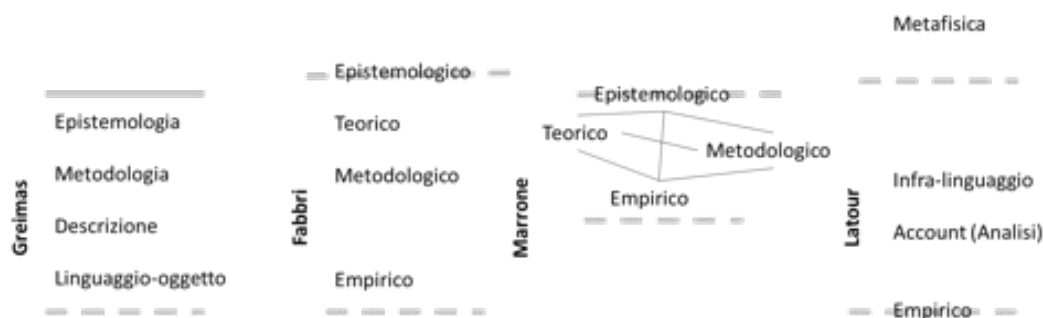 Greimas
Epistemologia
Metodologia
Descrizione
Linguaggio-oggetto
Fabbri
Epistemologico
Teorico
Metodologico
Empirico
Marrone
Epistemologico
Teorico
Metodologico
Empirico
Latour
Metafisica
Infra-linguaggio
Account (Analisi)
Empirico